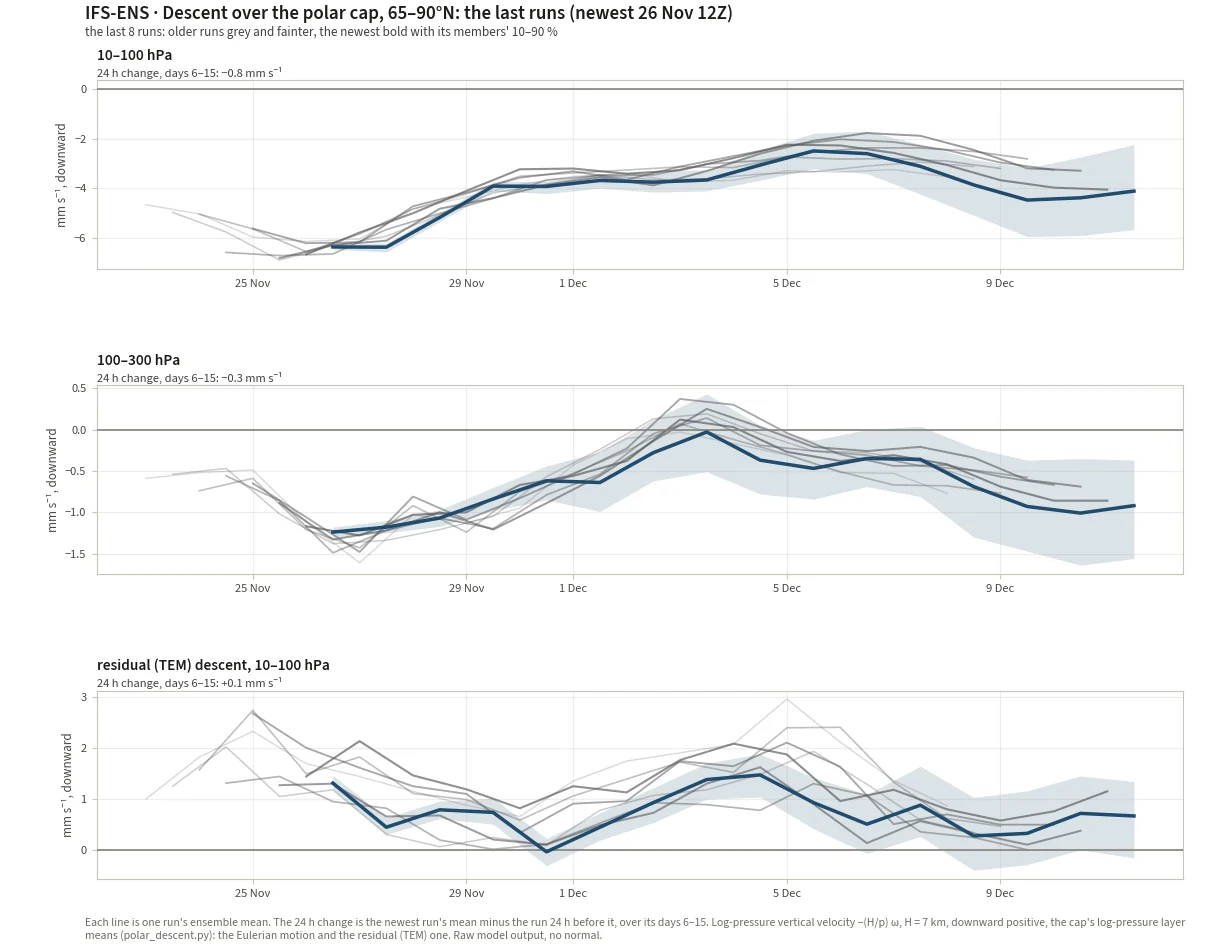 IFS-ENS · Descent over the polar cap, 65–90°N: the last runs (newest 26 Nov 12Z)
the last 8 runs: older runs grey and fainter, the newest bold with its members' 10–90 %
10–100 hPa
24 h change, days 6–15: −0.8 mm s⁻¹
0
−2
−4
−6
mm s⁻¹, downward
25 Nov
29 Nov
1 Dec
5 Dec
9 Dec
100–300 hPa
24 h change, days 6–15: −0.3 mm s⁻¹
0.5
0.0
−0.5
−1.0
−1.5
mm s⁻¹, downward
25 Nov
29 Nov
1 Dec
5 Dec
9 Dec
residual (TEM) descent, 10–100 hPa
24 h change, days 6–15: +0.1 mm s⁻¹
3
2
1
0
mm s⁻¹, downward
25 Nov
29 Nov
1 Dec
5 Dec
9 Dec
Each line is one run's ensemble mean. The 24 h change is the newest run's mean minus the run 24 h before it, over its days 6–15. Log-pressure vertical velocity −(H/p) ω, H = 7 km, downward positive, the cap's log-pressure layer
means (polar_descent.py): the Eulerian motion and the residual (TEM) one. Raw model output, no normal.